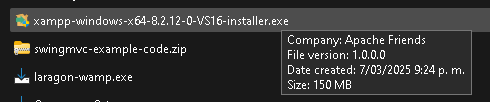 xampp-windows-x64-8.2.12-0-VS16-installer.exe
swingmvc-example-code.zip
Company: Apache Friends
File version: 1.0.0.0
Date created: 7/03/2025 9:24 p. m.
Size: 150 MB
laragon-wamp.exe